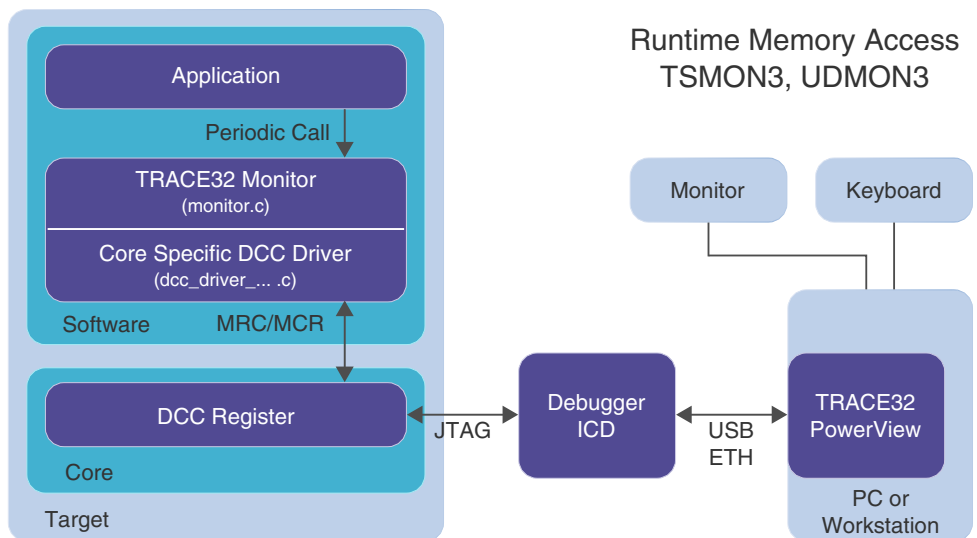 Runtime Memory Access
TSMON3, UDMON3
Application
Periodic Call
TRACE32 Monitor
(monitor.c)
Core Specific DCC Driver
(dcc_driver_... .c)
Software
MRC/MCR
DCC Register
Core
Target
JTAG
Debugger
ICD
USB
ETH
Monitor
Keyboard
TRACE32
PowerView
PC or
Workstation